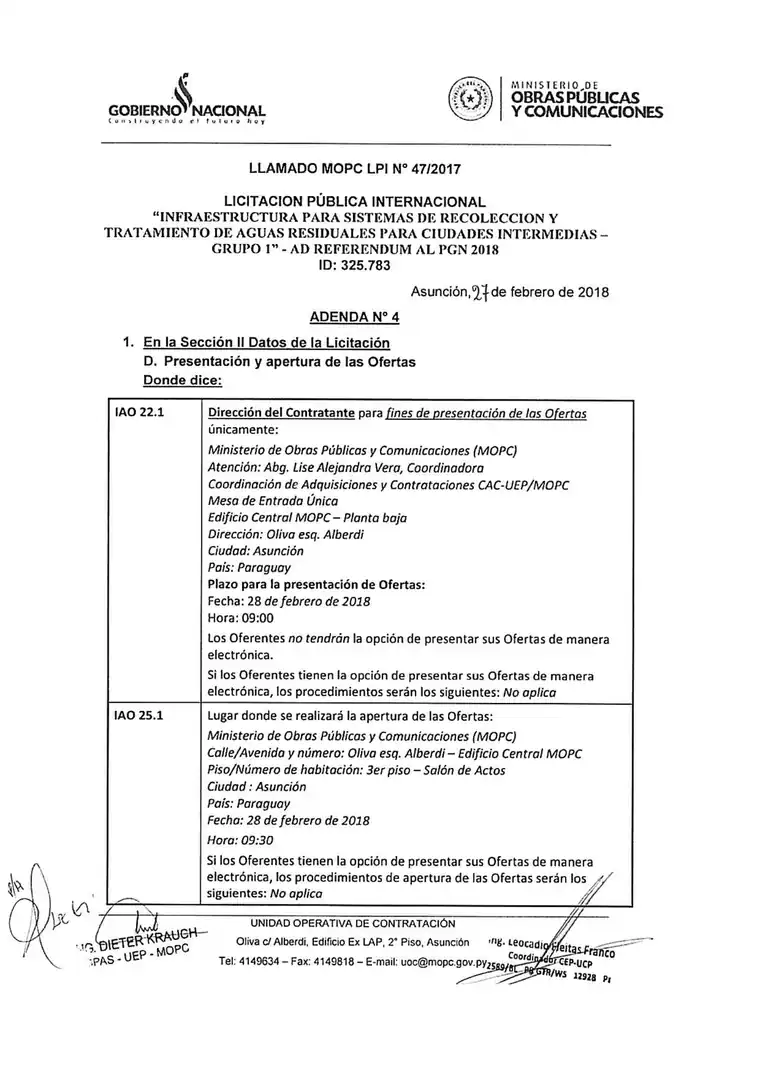 GOBIERNO NACIONAL
Construyendo el futuro hoy
MINISTERIO DE
OBRAS PÚBLICAS
Y COMUNICACIONES
LLAMADO MOPC LPI N° 47/2017
LICITACION PÚBLICA INTERNACIONAL
"INFRAESTRUCTURA PARA SISTEMAS DE RECOLECCION Y
TRATAMIENTO DE AGUAS RESIDUALES PARA CIUDADES INTERMEDIAS –
GRUPO 1" - AD REFERENDUM AL PGN 2018
ID: 325.783
Asunción, 27 de febrero de 2018
ADENDA N° 4
1. En la Sección II Datos de la Licitación
D. Presentación y apertura de las Ofertas
Donde dice:
IAO 22.1
Dirección del Contratante para fines de presentación de las Ofertas
únicamente:
Ministerio de Obras Públicas y Comunicaciones (MOPC)
Atención: Abg. Lise Alejandra Vera, Coordinadora
Coordinación de Adquisiciones y Contrataciones CAC-UEP/MOPC
Mesa de Entrada Única
Edificio Central MOPC – Planta baja
Dirección: Oliva esq. Alberdi
Ciudad: Asunción
País: Paraguay
Plazo para la presentación de Ofertas:
Fecha: 28 de febrero de 2018
Hora: 09:00
Los Oferentes no tendrán la opción de presentar sus Ofertas de manera
electrónica.
Si los Oferentes tienen la opción de presentar sus Ofertas de manera
electrónica, los procedimientos serán los siguientes: No aplica
IAO 25.1
Lugar donde se realizará la apertura de las Ofertas:
Ministerio de Obras Públicas y Comunicaciones (MOPC)
Calle/Avenida y número: Oliva esq. Alberdi – Edificio Central MOPC
Piso/Número de habitación: 3er piso – Salón de Actos
Ciudad : Asunción
País: Paraguay
Fecha: 28 de febrero de 2018
Hora: 09:30
Si los Oferentes tienen la opción de presentar sus Ofertas de manera
electrónica, los procedimientos de apertura de las Ofertas serán los
siguientes: No aplica
UNIDAD OPERATIVA DE CONTRATACIÓN
Oliva c/ Alberdi, Edificio Ex LAP, 2° Piso, Asunción
Tel: 4149634 – Fax: 4149818 – E-mail: uoc@mopc.gov.py
DIETER KRAUGH
PAS - UEP - MOPC
Ing. Leocadio Freitas Franco
Coordinador CEP-UCP